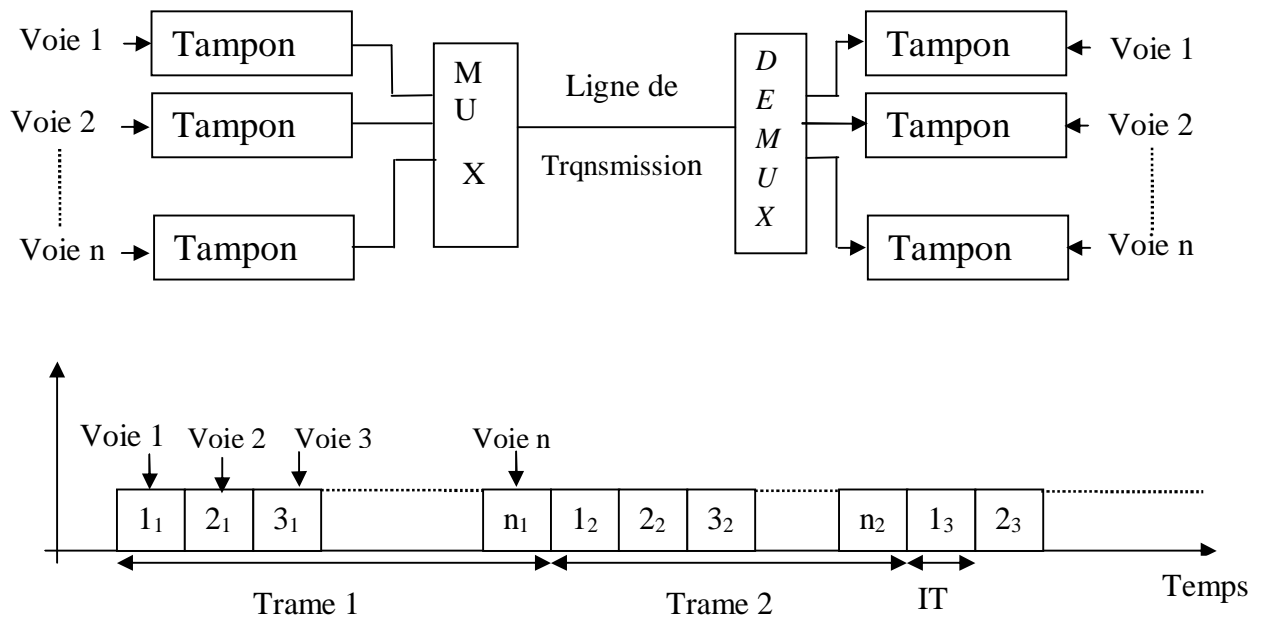 Voie 1 Tampon Tampon Voie 1
Voie 2 Tampon Tampon Voie 2
Voie n Tampon Tampon Voie n
M
U
X
Ligne de
Trqnsmission
D
E
M
U
X
Voie 1 Voie 2 Voie 3 Voie n
1₁ 2₁ 3₁ n₁ 1₂ 2₂ 3₂ n₂ 1₃ 2₃
Trame 1 Trame 2 IT Temps